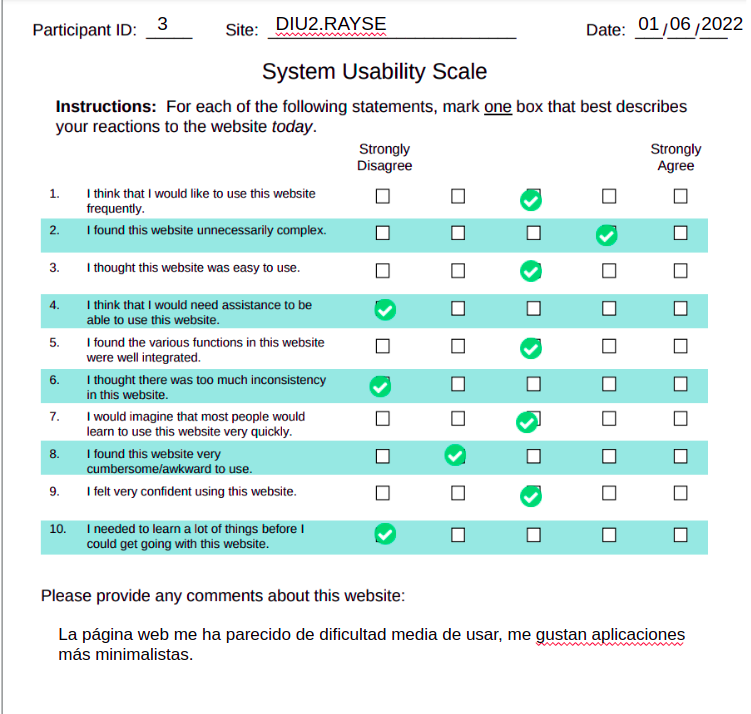 Participant ID: 3 Site: DIU2.RAYSE Date: 01/06/2022
System Usability Scale
Instructions: For each of the following statements, mark one box that best describes
your reactions to the website today.
Strongly Strongly
Disagree Agree
1. I think that I would like to use this website
frequently.
2. I found this website unnecessarily complex.
3. I thought this website was easy to use.
4. I think that I would need assistance to be
able to use this website.
5. I found the various functions in this website
were well integrated.
6. I thought there was too much inconsistency
in this website.
7. I would imagine that most people would
learn to use this website very quickly.
8. I found this website very
cumbersome/awkward to use.
9. I felt very confident using this website.
10. I needed to learn a lot of things before I
could get going with this website.
Please provide any comments about this website:
La página web me ha parecido de dificultad media de usar, me gustan aplicaciones
más minimalistas.